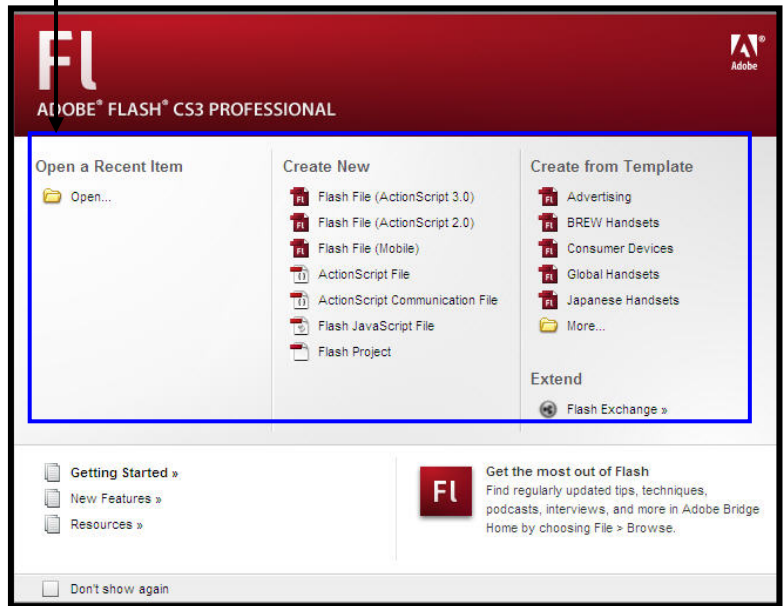 Fl
Adobe®
ADOBE® FLASH® CS3 PROFESSIONAL
Open a Recent Item
Open...
Create New
Flash File (ActionScript 3.0)
Flash File (ActionScript 2.0)
Flash File (Mobile)
ActionScript File
ActionScript Communication File
Flash JavaScript File
Flash Project
Create from Template
Advertising
BREW Handsets
Consumer Devices
Global Handsets
Japanese Handsets
More...
Extend
Flash Exchange »
Getting Started »
New Features »
Resources »
Fl
Get the most out of Flash
Find regularly updated tips, techniques,
podcasts, interviews, and more in Adobe Bridge
Home by choosing File > Browse.
Don't show again